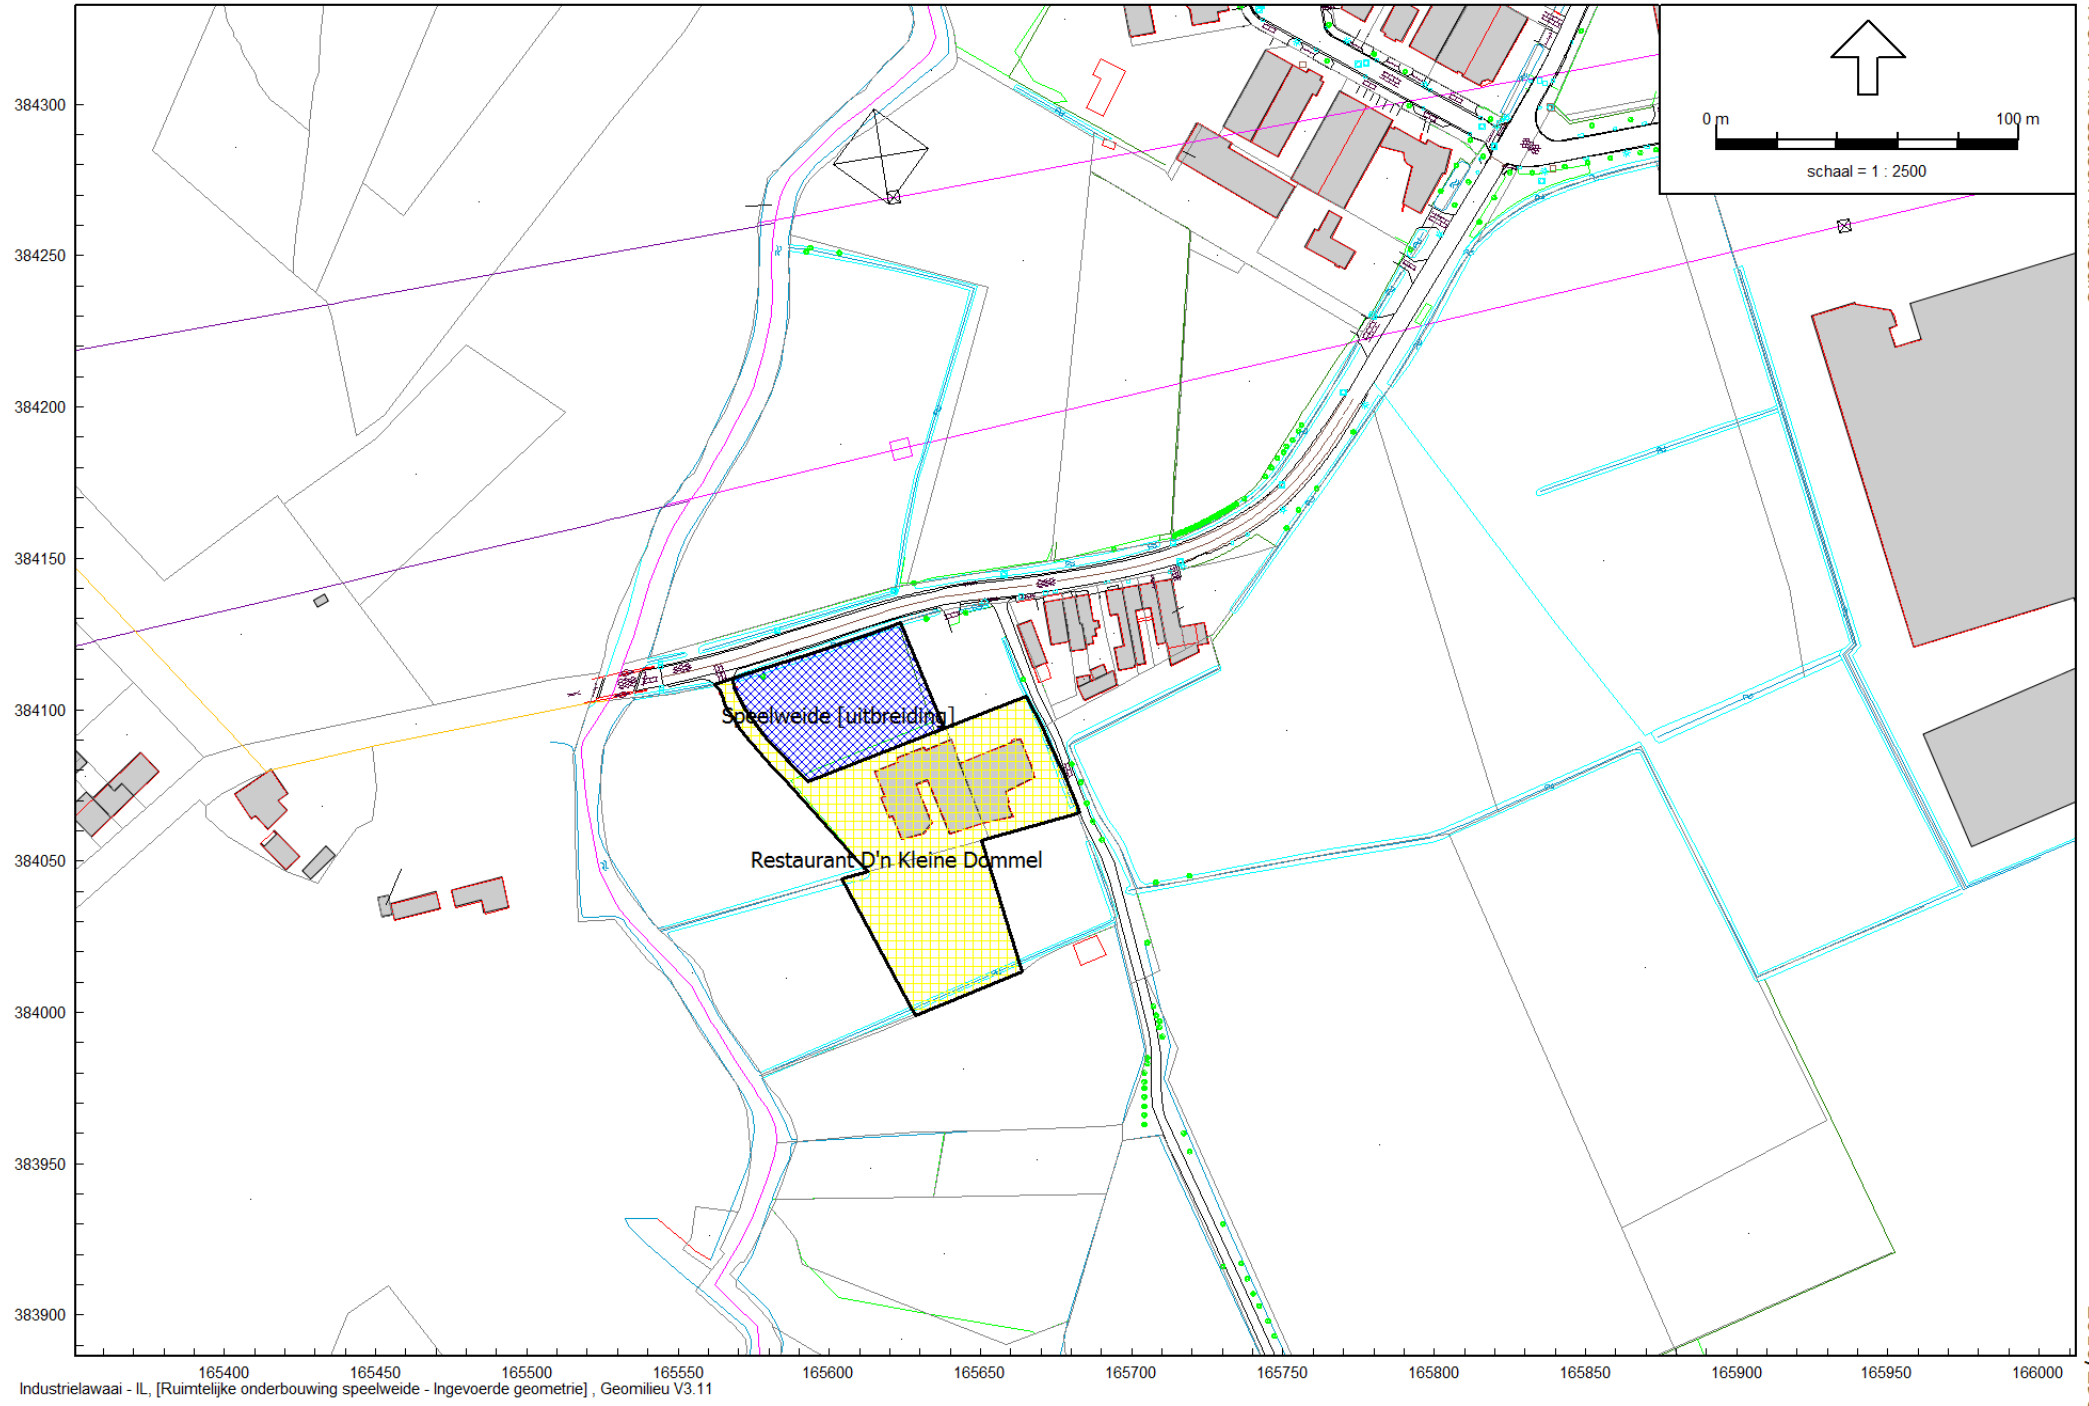 0 m 100 m
schaal = 1 : 2500
384300
384250
384200
384150
384100
384050
384000
383950
383900
Speelweide [uitbreiding]
Restaurant D'n Kleine Dommel
165400 165450 165500 165550 165600 165650 165700 165750 165800 165850 165900 165950 166000
Industrielawaai - IL, [Ruimtelijke onderbouwing speelweide - Ingevoerde geometrie] , Geomilieu V3.11